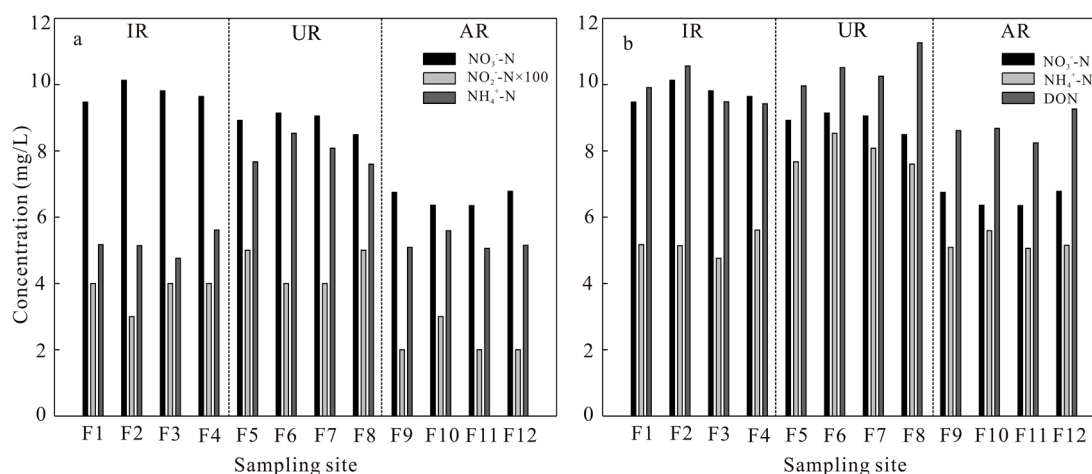 a
IR
UR
AR
NO₃⁻-N
NO₂⁻-N×100
NH₄⁺-N
Concentration (mg/L)
12
10
8
6
4
2
0
F1 F2 F3 F4 F5 F6 F7 F8 F9 F10 F11 F12
Sampling site
b
IR
UR
AR
NO₃⁻-N
NH₄⁺-N
DON
12
10
8
6
4
2
0
F1 F2 F3 F4 F5 F6 F7 F8 F9 F10 F11 F12
Sampling site